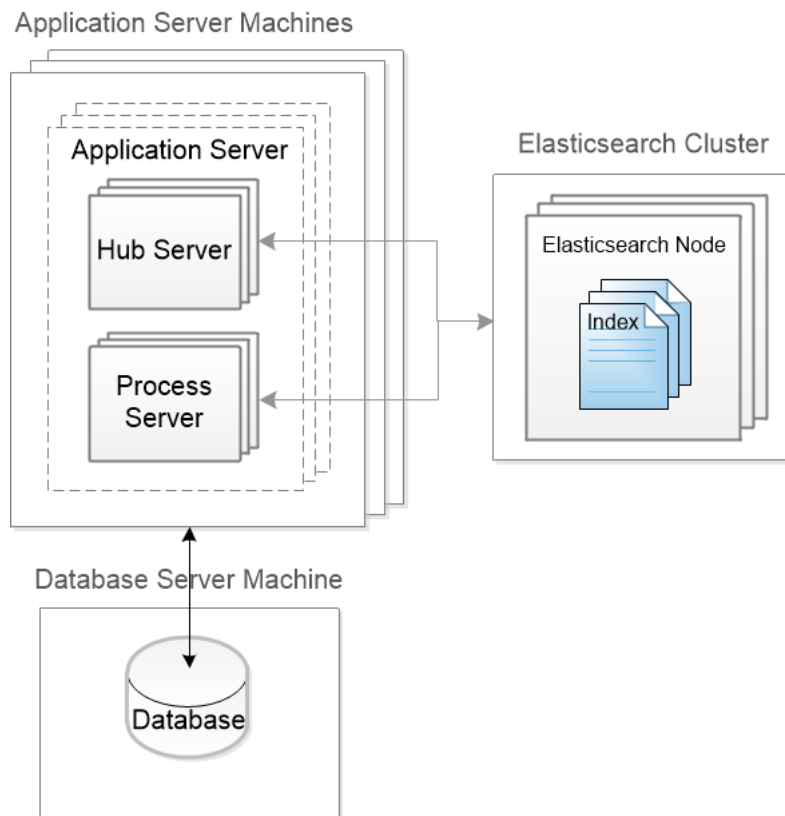 Application Server Machines
Application Server
Hub Server
Process
Server
Elasticsearch Cluster
Elasticsearch Node
Index
Database Server Machine
Database